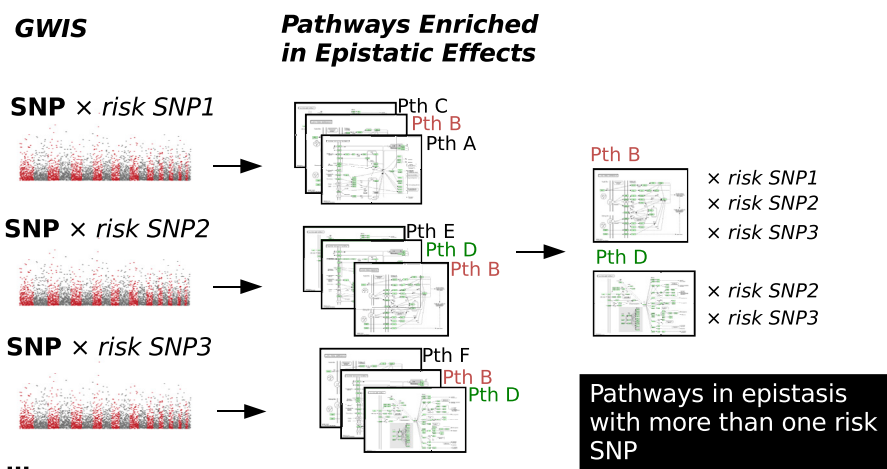 GWIS
Pathways Enriched
in Epistatic Effects
SNP × risk SNP1
Pth C
Pth B
Pth A
SNP × risk SNP2
Pth E
Pth D
Pth B
SNP × risk SNP3
Pth F
Pth B
Pth D
...
Pth B
× risk SNP1
× risk SNP2
× risk SNP3
Pth D
× risk SNP2
× risk SNP3
Pathways in epistasis
with more than one risk
SNP